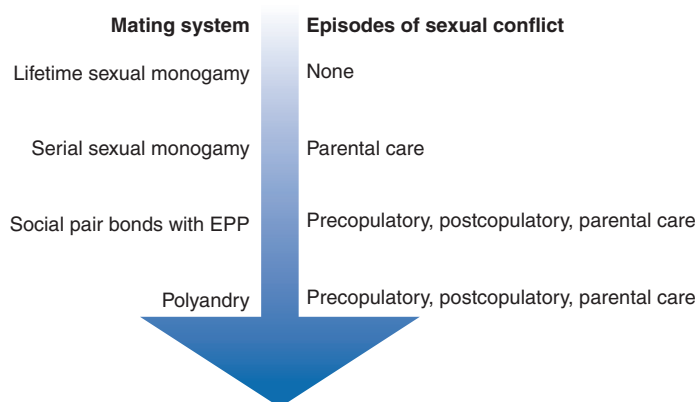 Mating system Episodes of sexual conflict
Lifetime sexual monogamy None
Serial sexual monogamy Parental care
Social pair bonds with EPP Precopulatory, postcopulatory, parental care
Polyandry Precopulatory, postcopulatory, parental care